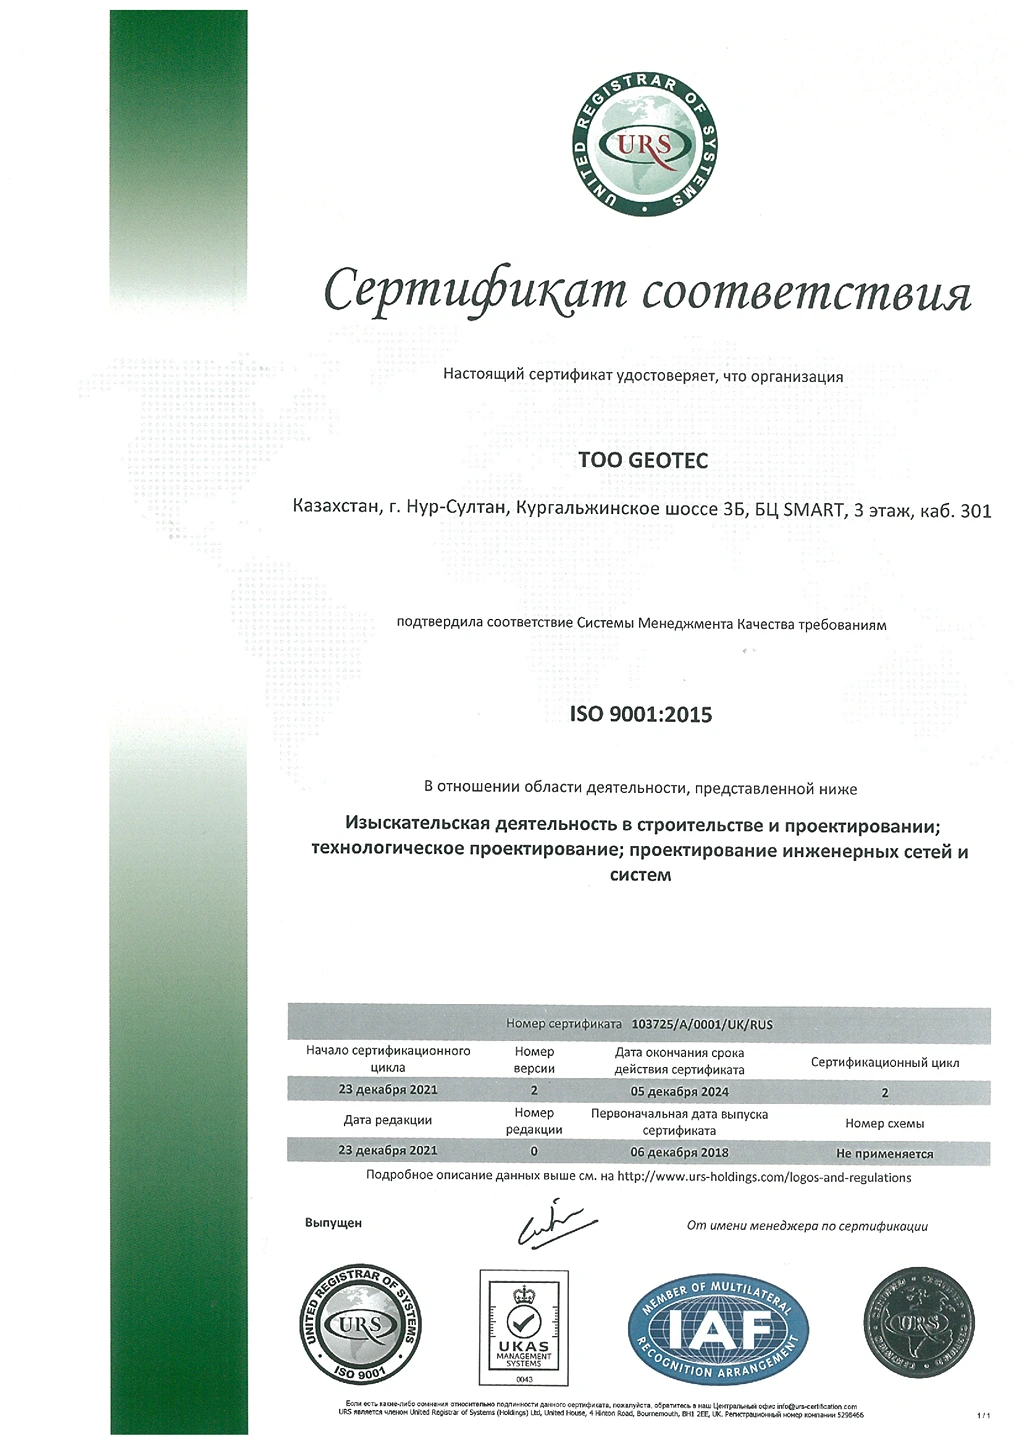 UNITED REGISTRAR OF SYSTEMS
URS
Сертификат соответствия
Настоящий сертификат удостоверяет, что организация
ТОО GEOTEC
Казахстан, г. Нур-Султан, Кургальжинское шоссе 3Б, БЦ SMART, 3 этаж, каб. 301
подтвердила соответствие Системы Менеджмента Качества требованиям
ISO 9001:2015
В отношении области деятельности, представленной ниже
Изыскательская деятельность в строительстве и проектировании;
технологическое проектирование; проектирование инженерных сетей и
систем
Номер сертификата 103725/A/0001/UK/RUS
Начало сертификационного цикла
Номер версии
Дата окончания срока действия сертификата
Сертификационный цикл
23 декабря 2021 2 05 декабря 2024 2
Дата редакции
Номер редакции
Первоначальная дата выпуска сертификата
Номер схемы
23 декабря 2021 0 06 декабря 2018 Не применяется
Подробное описание данных выше см. на http://www.urs-holdings.com/logos-and-regulations
Выпущен
От имени менеджера по сертификации
UNITED REGISTRAR OF SYSTEMS
URS
ISO 9001
UKAS
MANAGEMENT
SYSTEMS
0043
MEMBER OF MULTILATERAL
IAF
RECOGNITION ARRANGEMENT
URS
Если есть какие-либо сомнения относительно подлинности данного сертификата, пожалуйста, обратитесь в наш Центральный офис info@urs-certification.com
URS является членом United Registrar of Systems (Holdings) Ltd, United House, 4 Hinton Road, Bournemouth, BH1 2EE, UK. Регистрационный номер компании 5298466
1 / 1